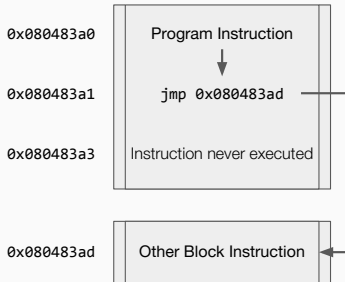 0x080483a0 Program Instruction
0x080483a1 jmp 0x080483ad
0x080483a3 Instruction never executed
0x080483ad Other Block Instruction